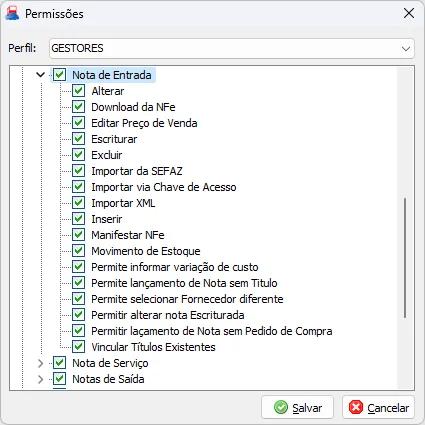 Permissões
Perfil: GESTORES
Nota de Entrada
Alterar
Download da NFe
Editar Preço de Venda
Escriturar
Excluir
Importar da SEFAZ
Importar via Chave de Acesso
Importar XML
Inserir
Manifestar NFe
Movimento de Estoque
Permite informar variação de custo
Permite lançamento de Nota sem Titulo
Permite selecionar Fornecedor diferente
Permitir alterar nota Escriturada
Permitir laçamento de Nota sem Pedido de Compra
Vincular Títulos Existentes
Nota de Serviço
Notas de Saída
Salvar Cancelar